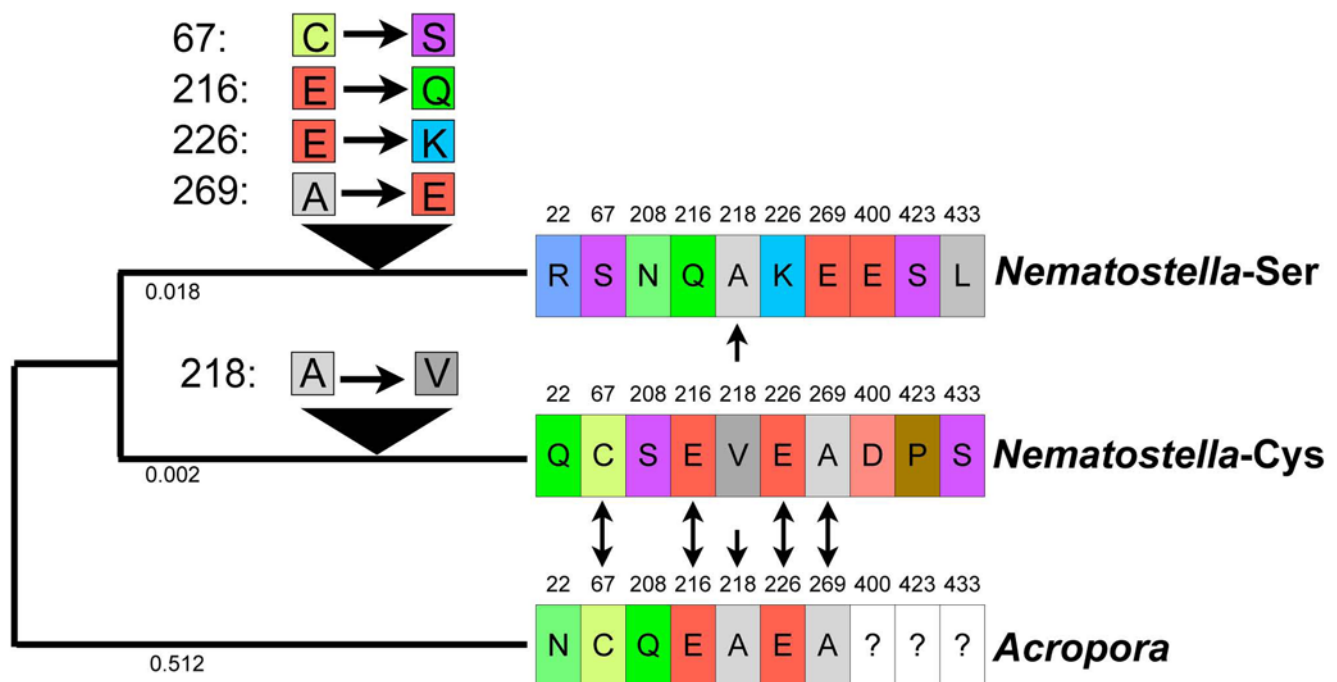 67: C S
216: E Q
226: E K
269: A E
22 67 208 216 218 226 269 400 423 433
R S N Q A K E E S L Nematostella-Ser
0.018
218: A V
22 67 208 216 218 226 269 400 423 433
Q C S E V E A D P S Nematostella-Cys
0.002
22 67 208 216 218 226 269 400 423 433
N C Q E A E A ? ? ? Acropora
0.512